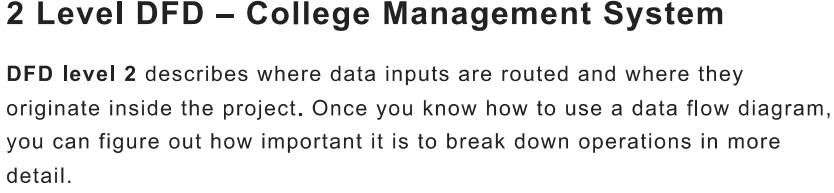 2 Level DFD – College Management System
DFD level 2 describes where data inputs are routed and where they
originate inside the project. Once you know how to use a data flow diagram,
you can figure out how important it is to break down operations in more
detail.